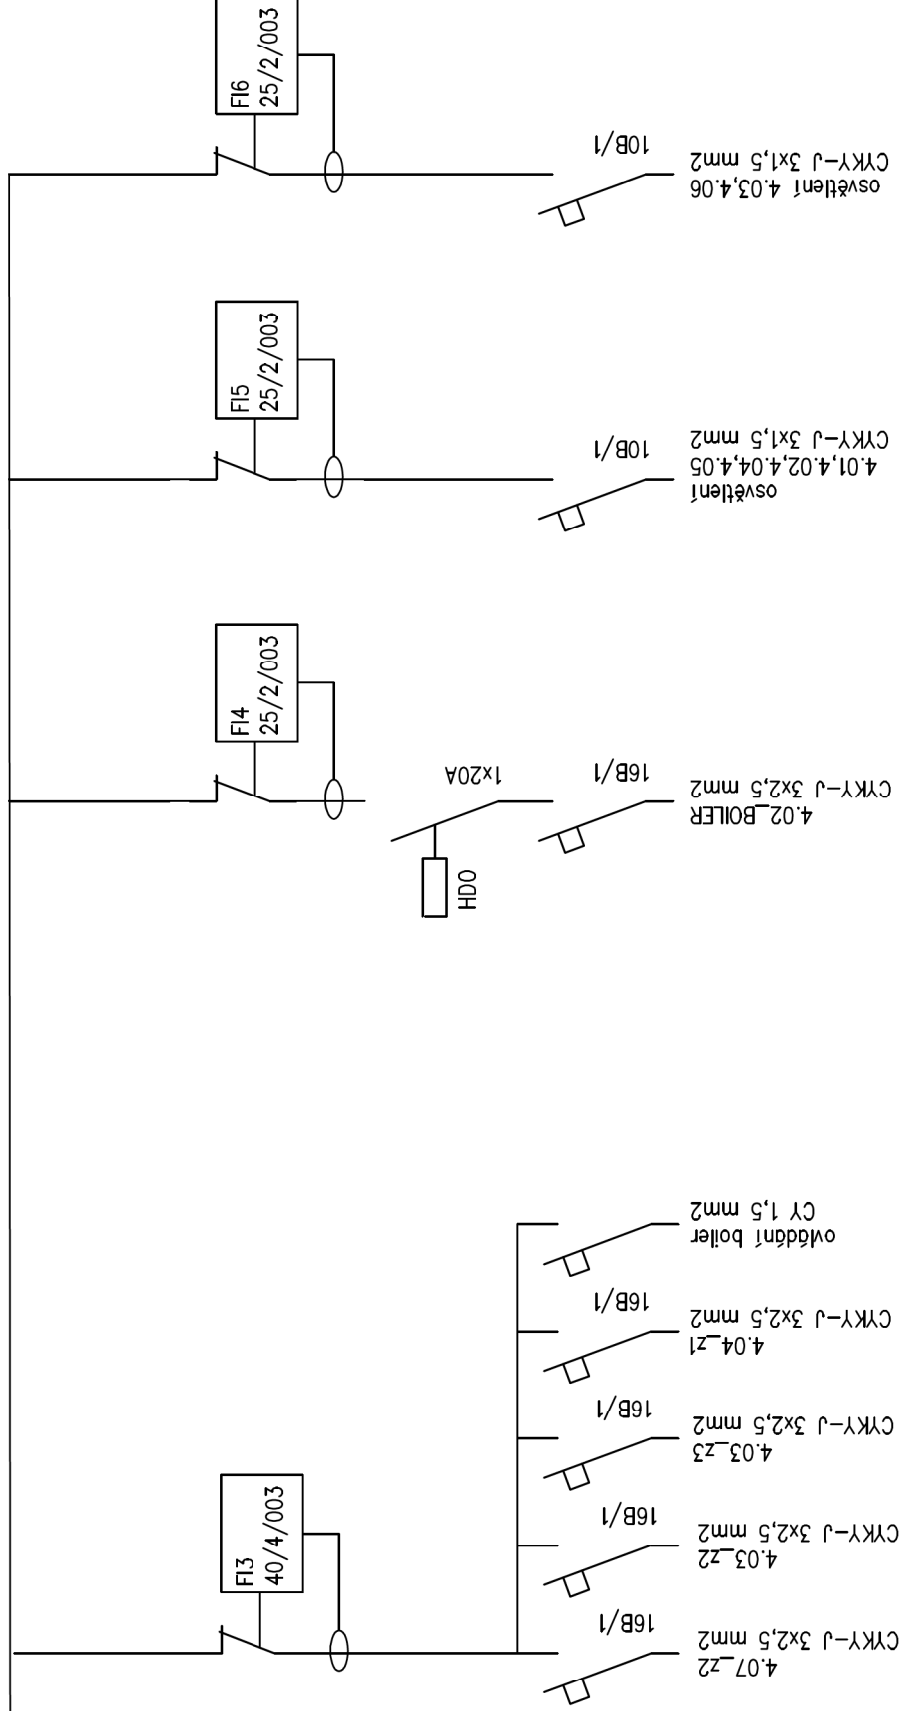 FI6
25/2/003
10B/1
osvětlení 4.03,4.06
CYKY-J 3x1,5 mm2
FI5
25/2/003
10B/1
osvětlení
4.01,4.02,4.04,4.05
CYKY-J 3x1,5 mm2
FI4
25/2/003
1x20A
HDO
16B/1
4.02_BOILER
CYKY-J 3x2,5 mm2
ovládání boiler
CY 1,5 mm2
16B/1
4.04_z1
CYKY-J 3x2,5 mm2
16B/1
4.03_z3
CYKY-J 3x2,5 mm2
FI3
40/4/003
16B/1
4.03_z2
CYKY-J 3x2,5 mm2
16B/1
4.07_z2
CYKY-J 3x2,5 mm2